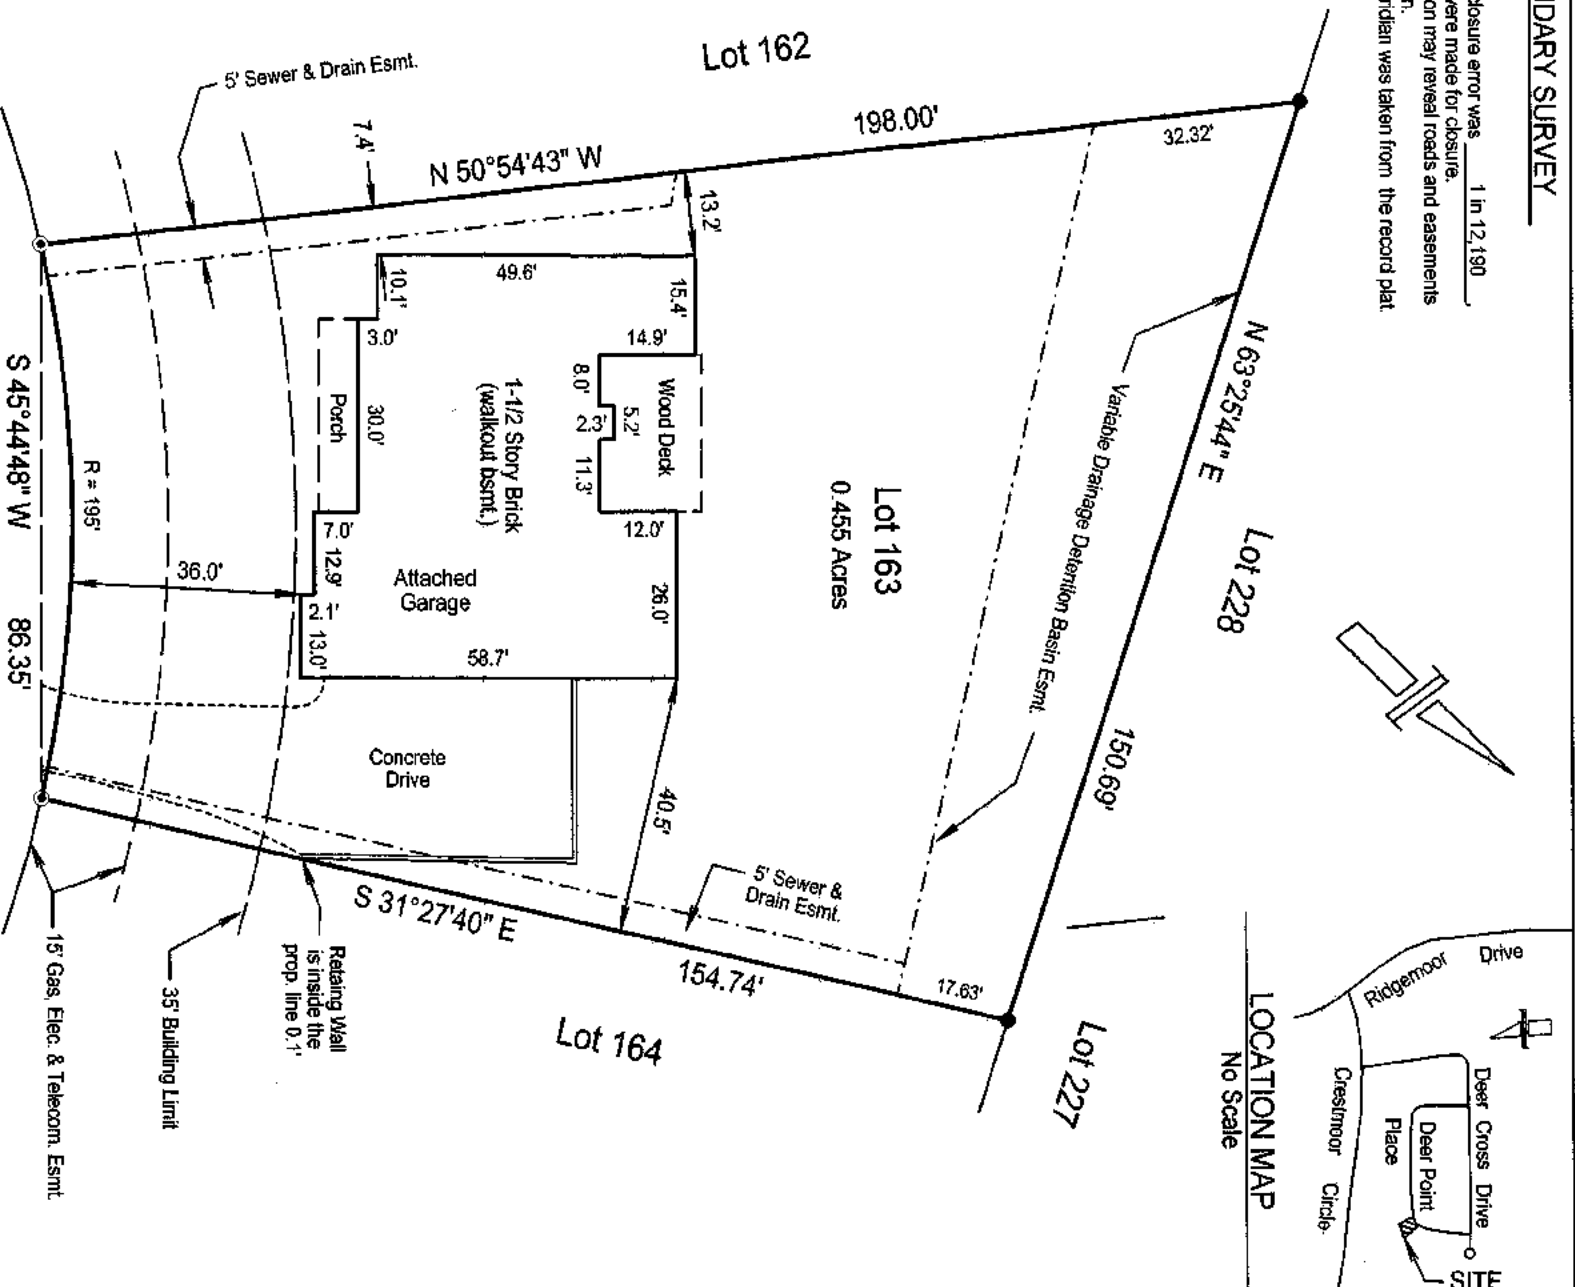 NDARY SURVEY
closure error was 1 in 12,190 ,
were made for closure.
on may reveal roads and easements
n.
ridian was taken from the record plat.
Lot 162
5' Sewer & Drain Esmt.
7.4'
N 50°54'43" W
198.00'
32.32'
13.2'
N 63°25'44" E
150.69'
Lot 228
Variable Drainage Detention Basin Esmt.
Lot 163
0.455 Acres
49.6'
15.4'
10.1'
3.0'
14.9'
8.0'
5.2'
2.3'
11.3'
Wood Deck
12.0'
26.0'
1-1/2 Story Brick
(walkout bsmt.)
30.0'
Porch
7.0'
12.9'
2.1'
13.0'
Attached
Garage
58.7'
36.0'
R = 195'
S 45°44'48" W 86.35'
Concrete
Drive
40.5'
5' Sewer &
Drain Esmt.
S 31°27'40" E
154.74'
17.63'
Lot 164
Lot 227
Retaing Wall
is inside the
prop. line 0.1'
35' Building Limit
15' Gas, Elec. & Telecom. Esmt.
Ridgemoor Drive
Deer Cross Drive
Deer Point
Place
Crestmoor Circle
SITE
LOCATION MAP
No Scale